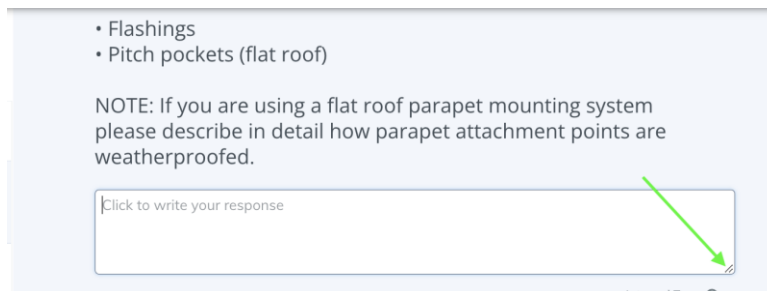 • Flashings
• Pitch pockets (flat roof)
NOTE: If you are using a flat roof parapet mounting system
please describe in detail how parapet attachment points are
weatherproofed.
Click to write your response